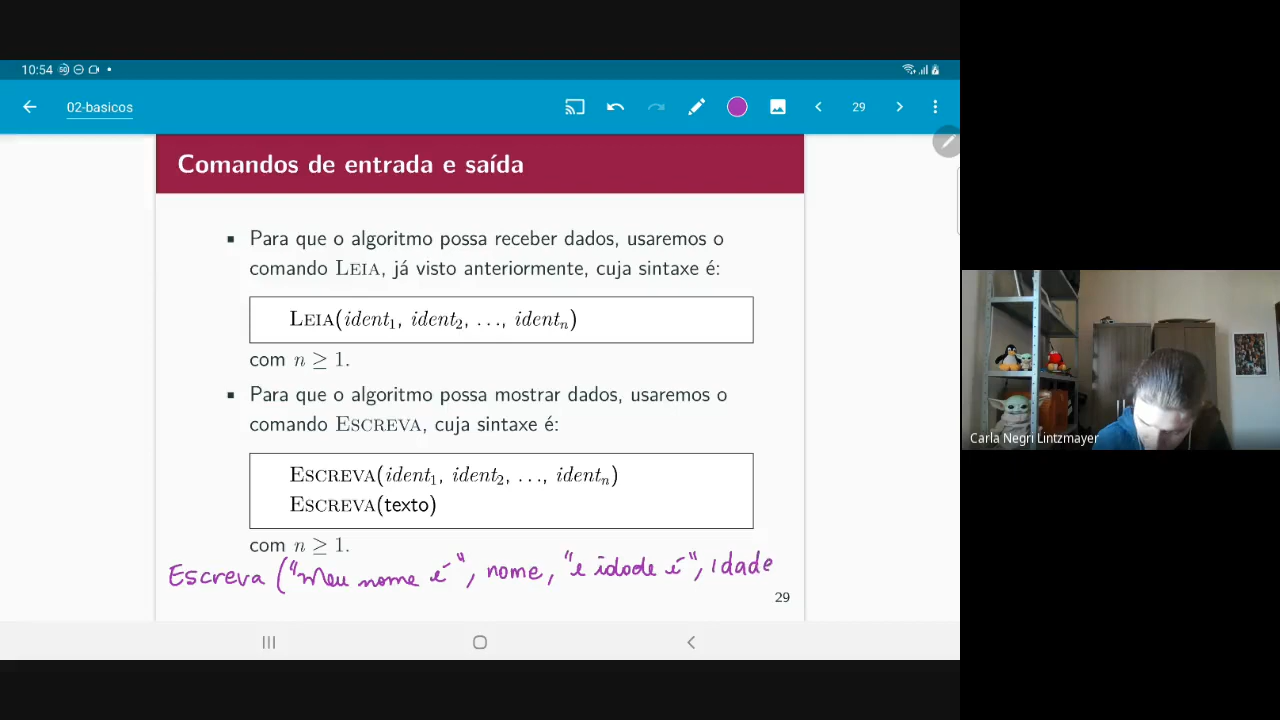 10:54
02-basicos
29
Comandos de entrada e saída
▪ Para que o algoritmo possa receber dados, usaremos o
comando LEIA, já visto anteriormente, cuja sintaxe é:
LEIA(ident₁, ident₂, ..., identₙ)
com n ≥ 1.
▪ Para que o algoritmo possa mostrar dados, usaremos o
comando ESCREVA, cuja sintaxe é:
ESCREVA(ident₁, ident₂, ..., identₙ)
ESCREVA(texto)
com n ≥ 1.
Escreva ("Meu nome é", nome, "e idade é", idade
29
Carla Negri Lintzmayer